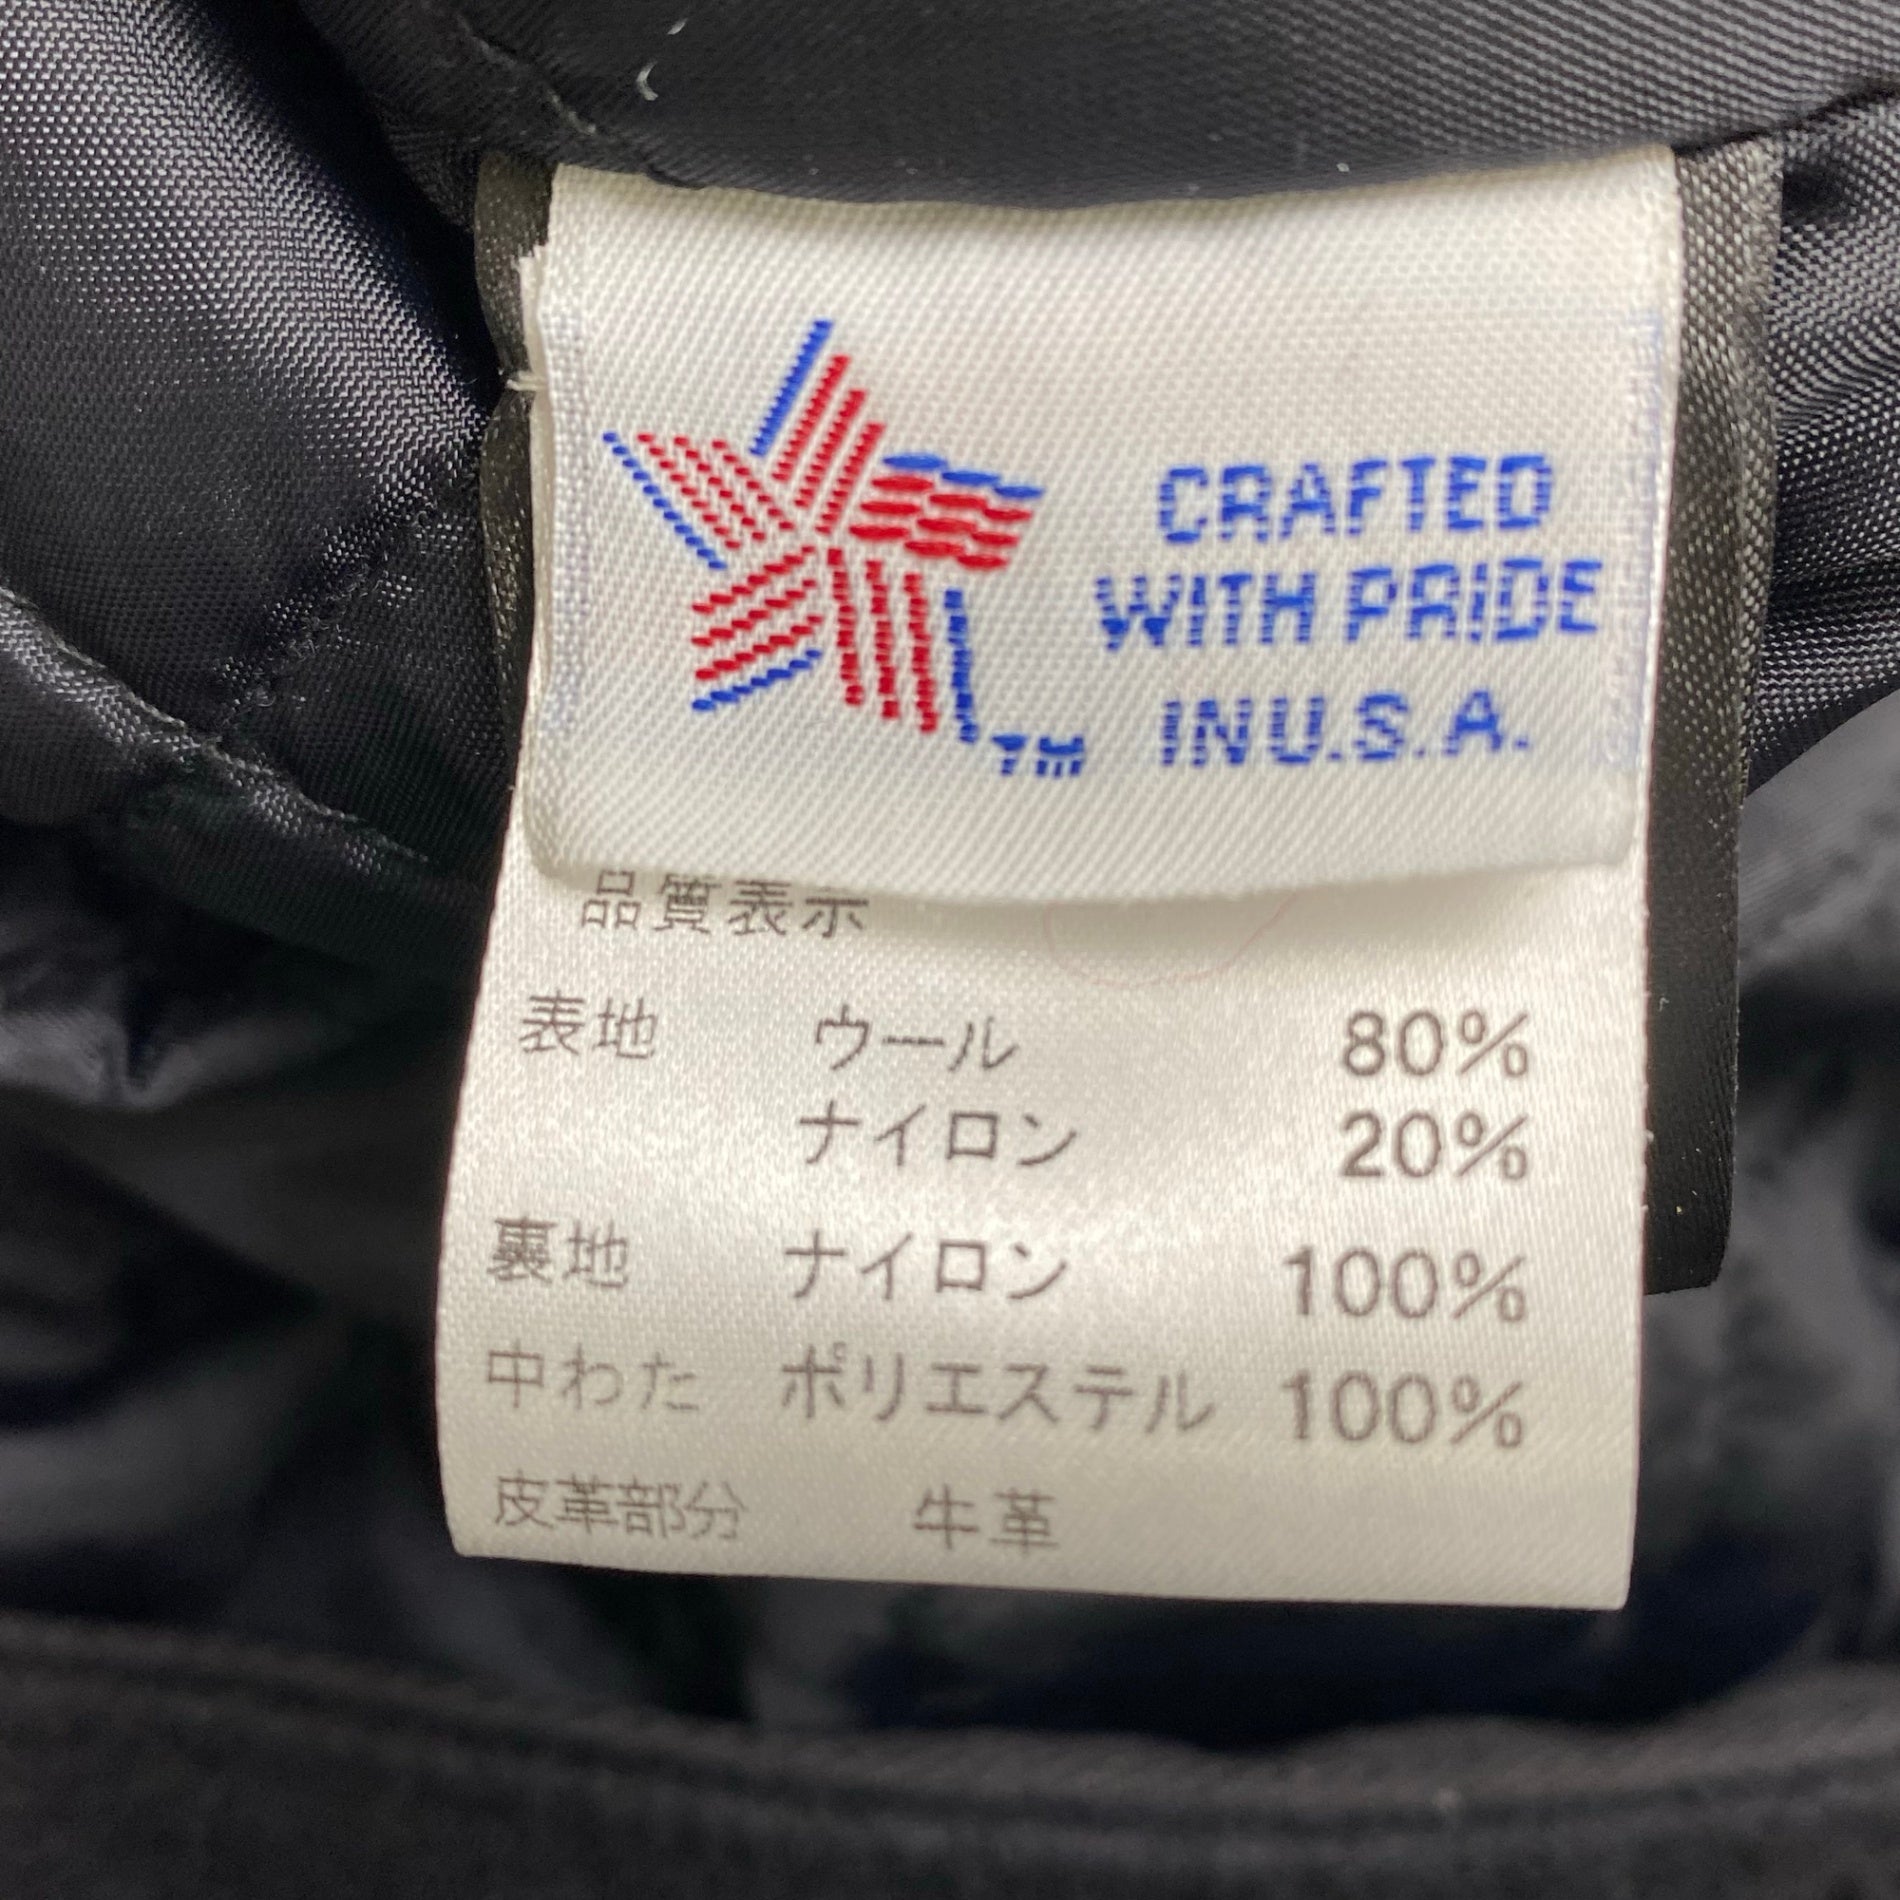 CRAFTED
WITH PRIDE
IN U.S.A.
TM
品質表示
表地 ウール 80%
ナイロン 20%
裏地 ナイロン 100%
中わた ポリエステル 100%
皮革部分 牛革